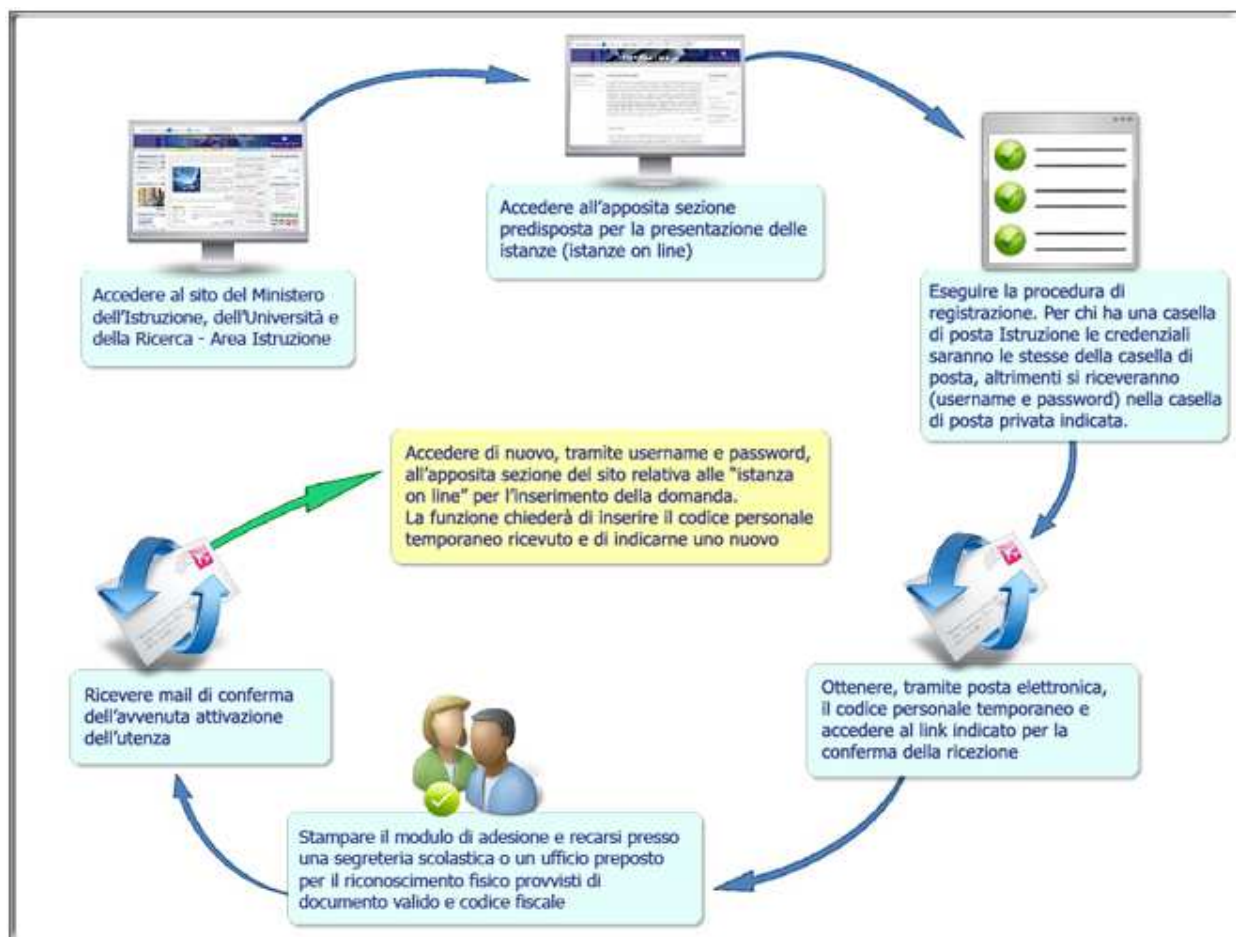 Accedere al sito del Ministero
dell'Istruzione, dell'Università e
della Ricerca - Area Istruzione
Accedere all'apposita sezione
predisposta per la presentazione delle
istanze (istanze on line)
Eseguire la procedura di
registrazione. Per chi ha una casella
di posta Istruzione le credenziali
saranno le stesse della casella di
posta, altrimenti si riceveranno
(username e password) nella casella
di posta privata indicata.
Ottenere, tramite posta elettronica,
il codice personale temporaneo e
accedere al link indicato per la
conferma della ricezione
Stampare il modulo di adesione e recarsi presso
una segreteria scolastica o un ufficio preposto
per il riconoscimento fisico provvisti di
documento valido e codice fiscale
Ricevere mail di conferma
dell'avvenuta attivazione
dell'utenza
Accedere di nuovo, tramite username e password,
all'apposita sezione del sito relativa alle "istanza
on line" per l'inserimento della domanda.
La funzione chiederà di inserire il codice personale
temporaneo ricevuto e di indicarne uno nuovo